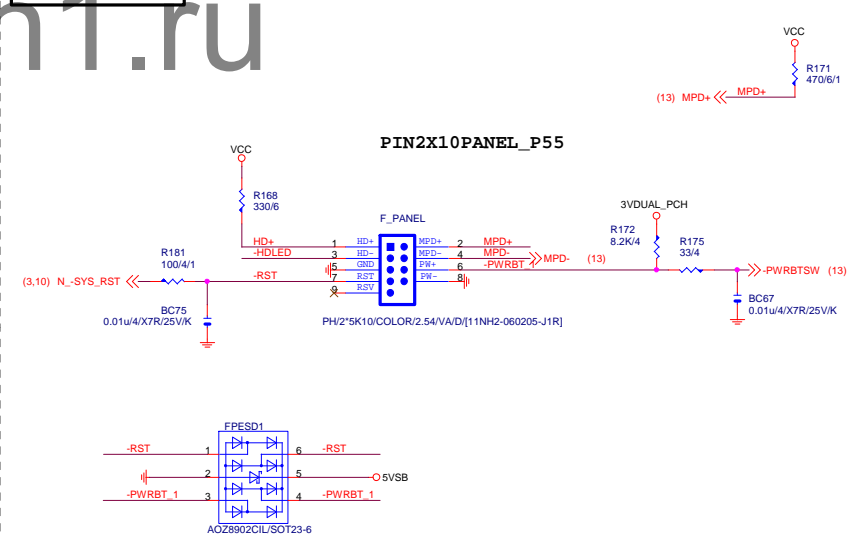 n1.ru
VCC
R171
470/6/1
(13) MPD+ MPD+
PIN2X10PANEL_P55
VCC
R168
330/6
F_PANEL
3VDUAL_PCH
R172
8.2K/4
R175
33/4
HD+ 1 HD+ MPD+ 2 MPD+
-HDLED 3 HD- MPD- 4 MPD- MPD- (13)
5 GND PW+ 6 -PWRBT_
-RST 7 RST PW- 8
9 RSV
R181
100/4/1
(3,10) N_-SYS_RST
-PWRBTSW (13)
BC75
0.01u/4/X7R/25V/K
BC67
0.01u/4/X7R/25V/K
PH/2*5K10/COLOR/2.54/VA/D/[11NH2-060205-J1R]
FPESD1
-RST 1 6 -RST
2 5 5VSB
-PWRBT_1 3 4 -PWRBT_1
AOZ8902CIL/SOT23-6